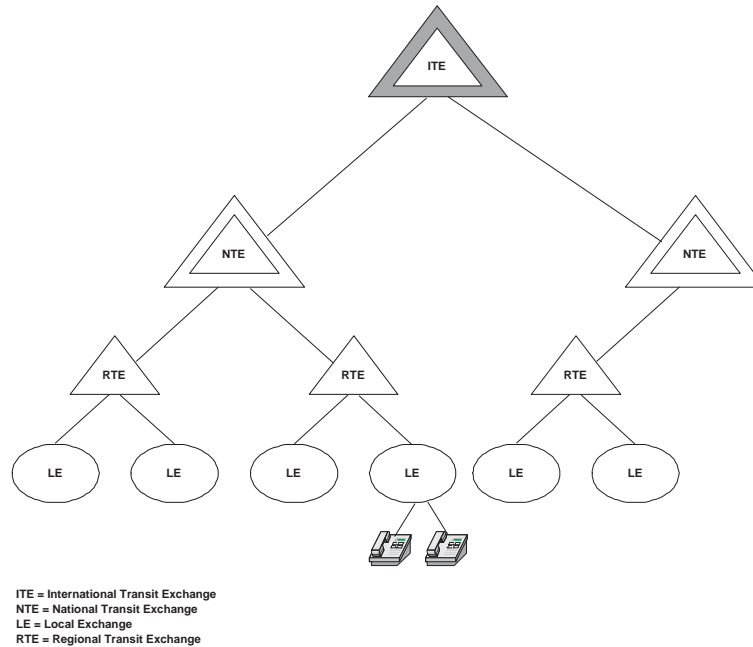 ITE
NTE
NTE
RTE
RTE
RTE
LE
LE
LE
LE
LE
LE
ITE = International Transit Exchange
NTE = National Transit Exchange
LE = Local Exchange
RTE = Regional Transit Exchange